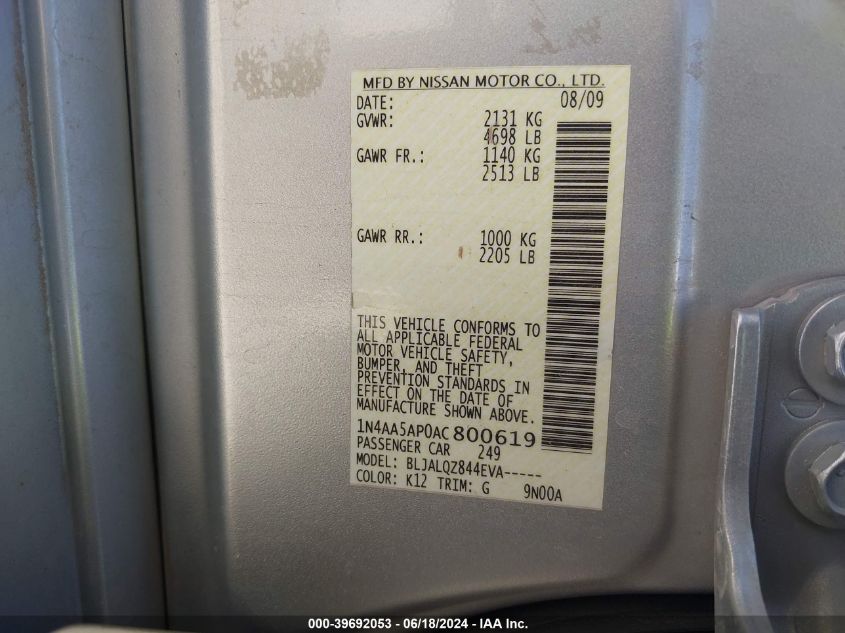 MFD BY NISSAN MOTOR CO., LTD.
DATE: 08/09
GVWR: 2131 KG
4698 LB
GAWR FR.: 1140 KG
2513 LB
GAWR RR.: 1000 KG
2205 LB
THIS VEHICLE CONFORMS TO
ALL APPLICABLE FEDERAL
MOTOR VEHICLE SAFETY,
BUMPER, AND THEFT
PREVENTION STANDARDS IN
EFFECT ON THE DATE OF
MANUFACTURE SHOWN ABOVE.
1N4AA5AP0AC800619
PASSENGER CAR 249
MODEL: BLJALQZ844EVA-----
COLOR: K12 TRIM: G 9N00A
000-39692053 - 06/18/2024 - IAA Inc.